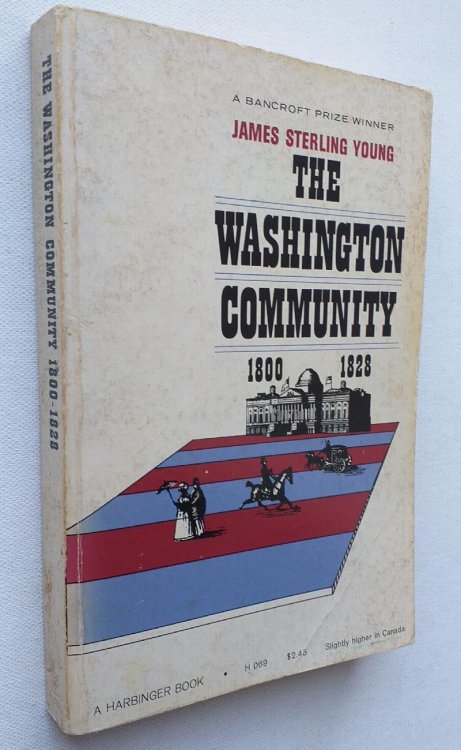 THE WASHINGTON COMMUNITY 1800-1828
A BANCROFT PRIZE WINNER
JAMES STERLING YOUNG
THE
WASHINGTON
COMMUNITY
1800 1828
A HARBINGER BOOK • H 069 $2.45 Slightly higher in Canada